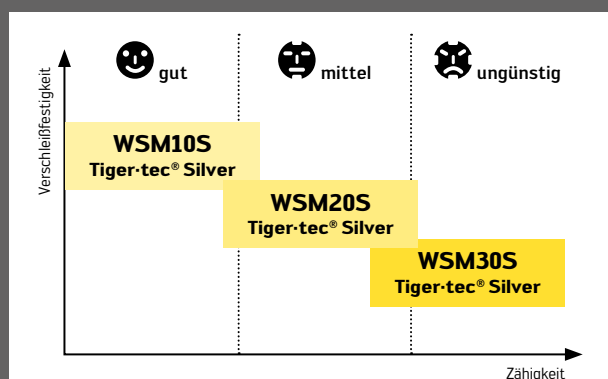 gut
mittel
ungünstig
Verschleißfestigkeit
WSM10S
Tiger·tec® Silver
WSM20S
Tiger·tec® Silver
WSM30S
Tiger·tec® Silver
Zähigkeit